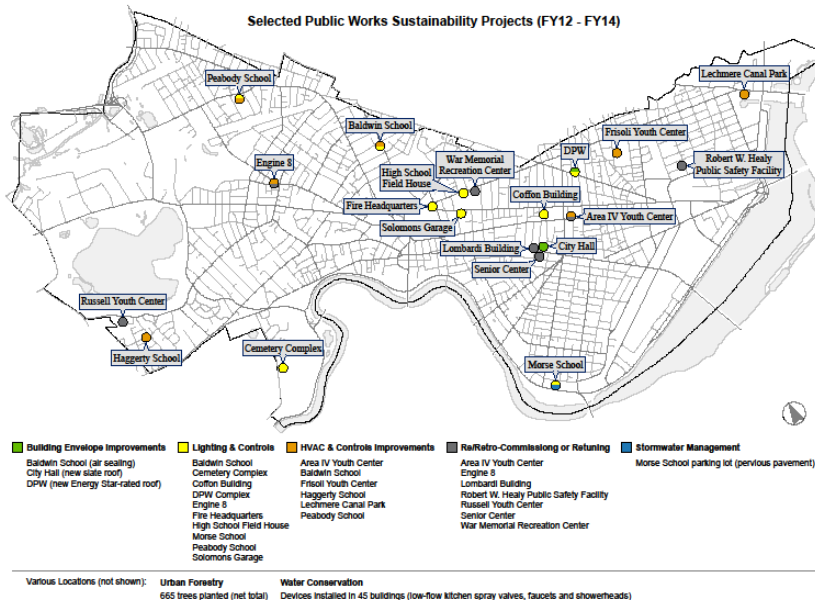 Selected Public Works Sustainability Projects (FY12 - FY14)
Lechmere Canal Park
Peabody School
Baldwin School
Frisoli Youth Center
DPW
War Memorial
Recreation Center
Robert W. Healy
Public Safety Facility
Engine 8
High School
Field House
Coffon Building
Fire Headquarters
Area IV Youth Center
Solomons Garage
Lombardi Building
City Hall
Senior Center
Russell Youth Center
Haggerty School
Cemetery Complex
Morse School
Building Envelope Improvements
Baldwin School (air sealing)
City Hall (new slate roof)
DPW (new Energy Star-rated roof)
Lighting & Controls
Baldwin School
Cemetery Complex
Coffon Building
DPW Complex
Engine 8
Fire Headquarters
High School Field House
Morse School
Peabody School
Solomons Garage
HVAC & Controls Improvements
Area IV Youth Center
Baldwin School
Frisoli Youth Center
Haggerty School
Lechmere Canal Park
Peabody School
Re/Retro-Commissiong or Retuning
Area IV Youth Center
Engine 8
Lombardi Building
Robert W. Healy Public Safety Facility
Russell Youth Center
Senior Center
War Memorial Recreation Center
Stormwater Management
Morse School parking lot (pervious pavement)
Various Locations (not shown):
Urban Forestry
665 trees planted (net total)
Water Conservation
Devices installed in 45 buildings (low-flow kitchen spray valves, faucets and showerheads)